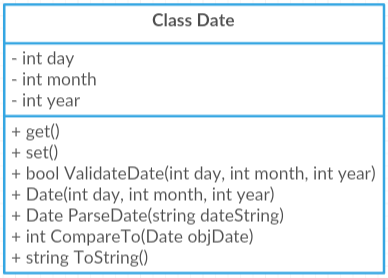 Class Date
- int day
- int month
- int year
+ get()
+ set()
+ bool ValidateDate(int day, int month, int year)
+ Date(int day, int month, int year)
+ Date ParseDate(string dateString)
+ int CompareTo(Date objDate)
+ string ToString()